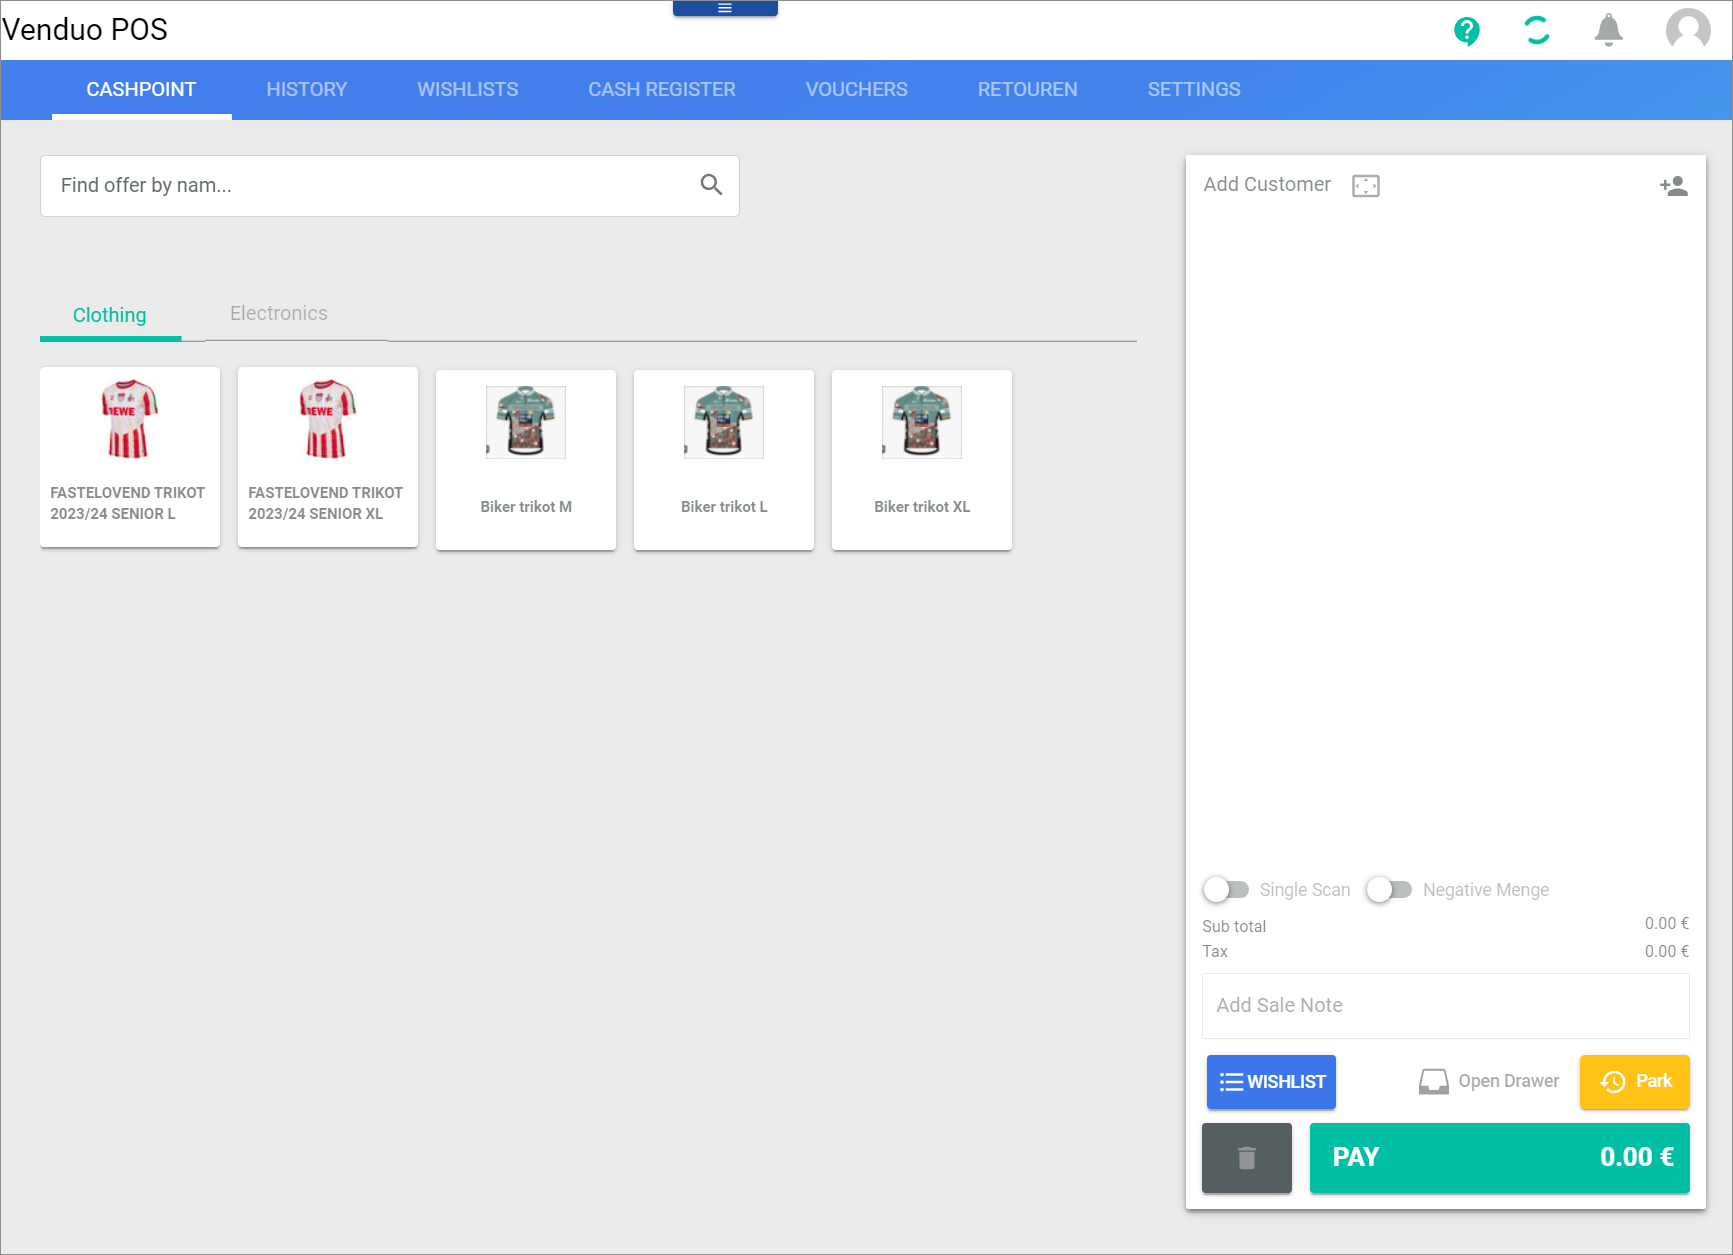 Venduo POS
CASHPOINT HISTORY WISHLISTS CASH REGISTER VOUCHERS RETOUREN SETTINGS
Find offer by nam...
Add Customer
Clothing Electronics
REWE
REWE
FASTELOVEND TRIKOT
2023/24 SENIOR L
FASTELOVEND TRIKOT
2023/24 SENIOR XL
Biker trikot M
Biker trikot L
Biker trikot XL
Single Scan Negative Menge
Sub total 0.00 €
Tax 0.00 €
Add Sale Note
WISHLIST Open Drawer Park
PAY 0.00 €